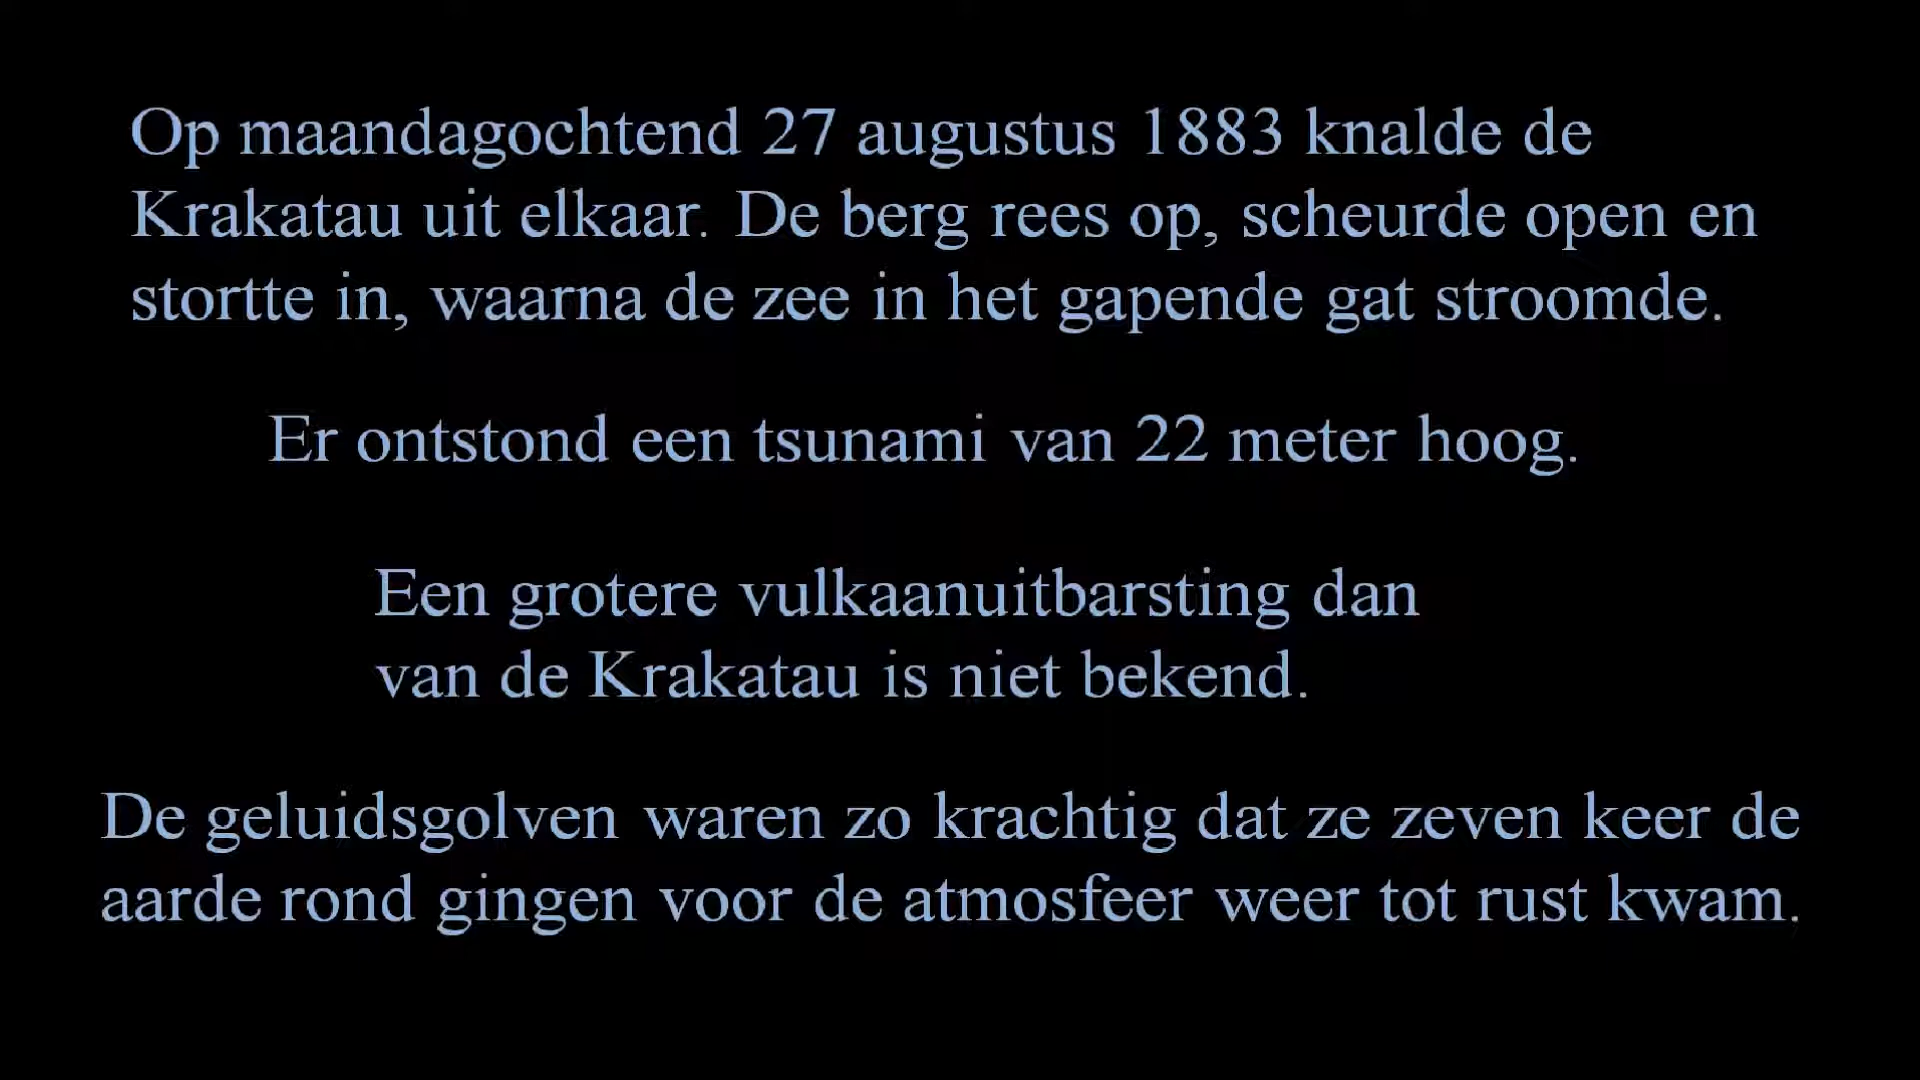 Op maandagochtend 27 augustus 1883 knalde de
Krakatau uit elkaar. De berg rees op, scheurde open en
stortte in, waarna de zee in het gapende gat stroomde.
Er ontstond een tsunami van 22 meter hoog.
Een grotere vulkaanuitbarsting dan
van de Krakatau is niet bekend.
De geluidsgolven waren zo krachtig dat ze zeven keer de
aarde rond gingen voor de atmosfeer weer tot rust kwam.